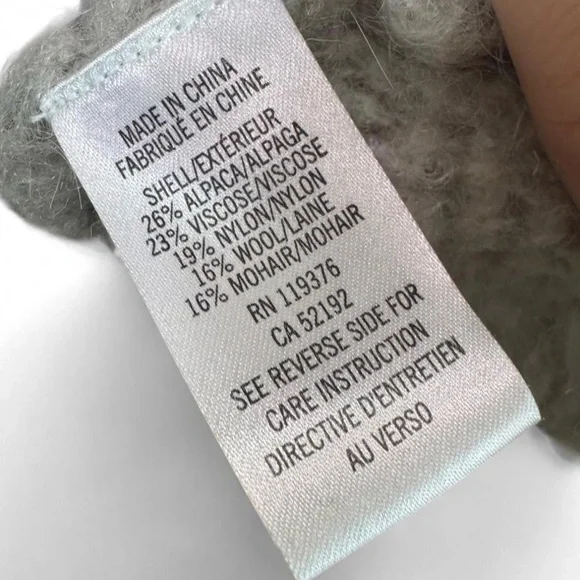 MADE IN CHINA
FABRIQUÉ EN CHINE
SHELL/EXTÉRIEUR
26% ALPACA/ALPAGA
23% VISCOSE/VISCOSE
19% NYLON/NYLON
16% WOOL/LAINE
16% MOHAIR/MOHAIR
RN 119376
CA 52192
SEE REVERSE SIDE FOR
CARE INSTRUCTION
DIRECTIVE D'ENTRETIEN
AU VERSO